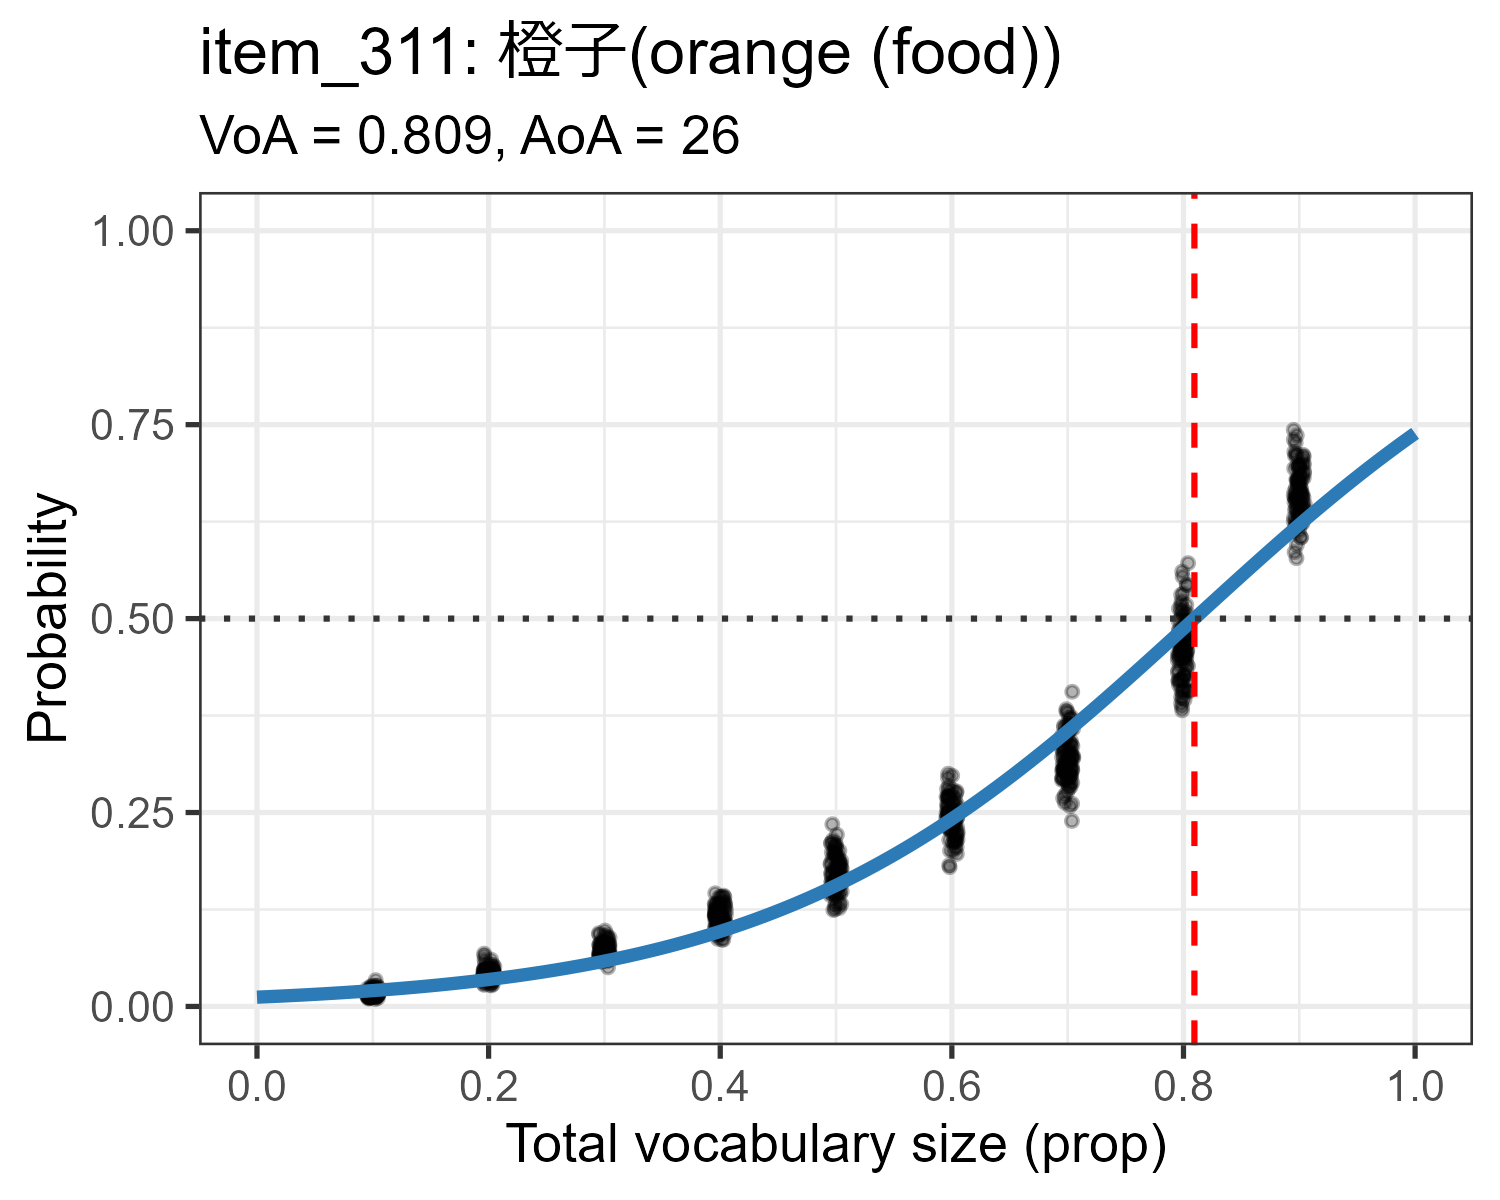 item_311: 橙子(orange (food))
VoA = 0.809, AoA = 26
1.00
0.75
0.50
0.25
0.00
Probability
0.0 0.2 0.4 0.6 0.8 1.0
Total vocabulary size (prop)